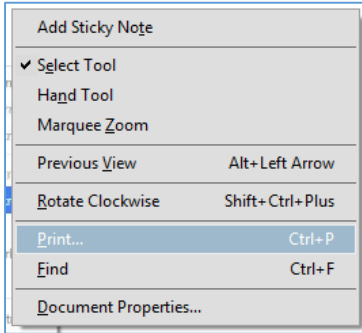 Add Sticky Note
✔ Select Tool
Hand Tool
Marquee Zoom
Previous View Alt+Left Arrow
Rotate Clockwise Shift+Ctrl+Plus
Print... Ctrl+P
Find Ctrl+F
Document Properties...